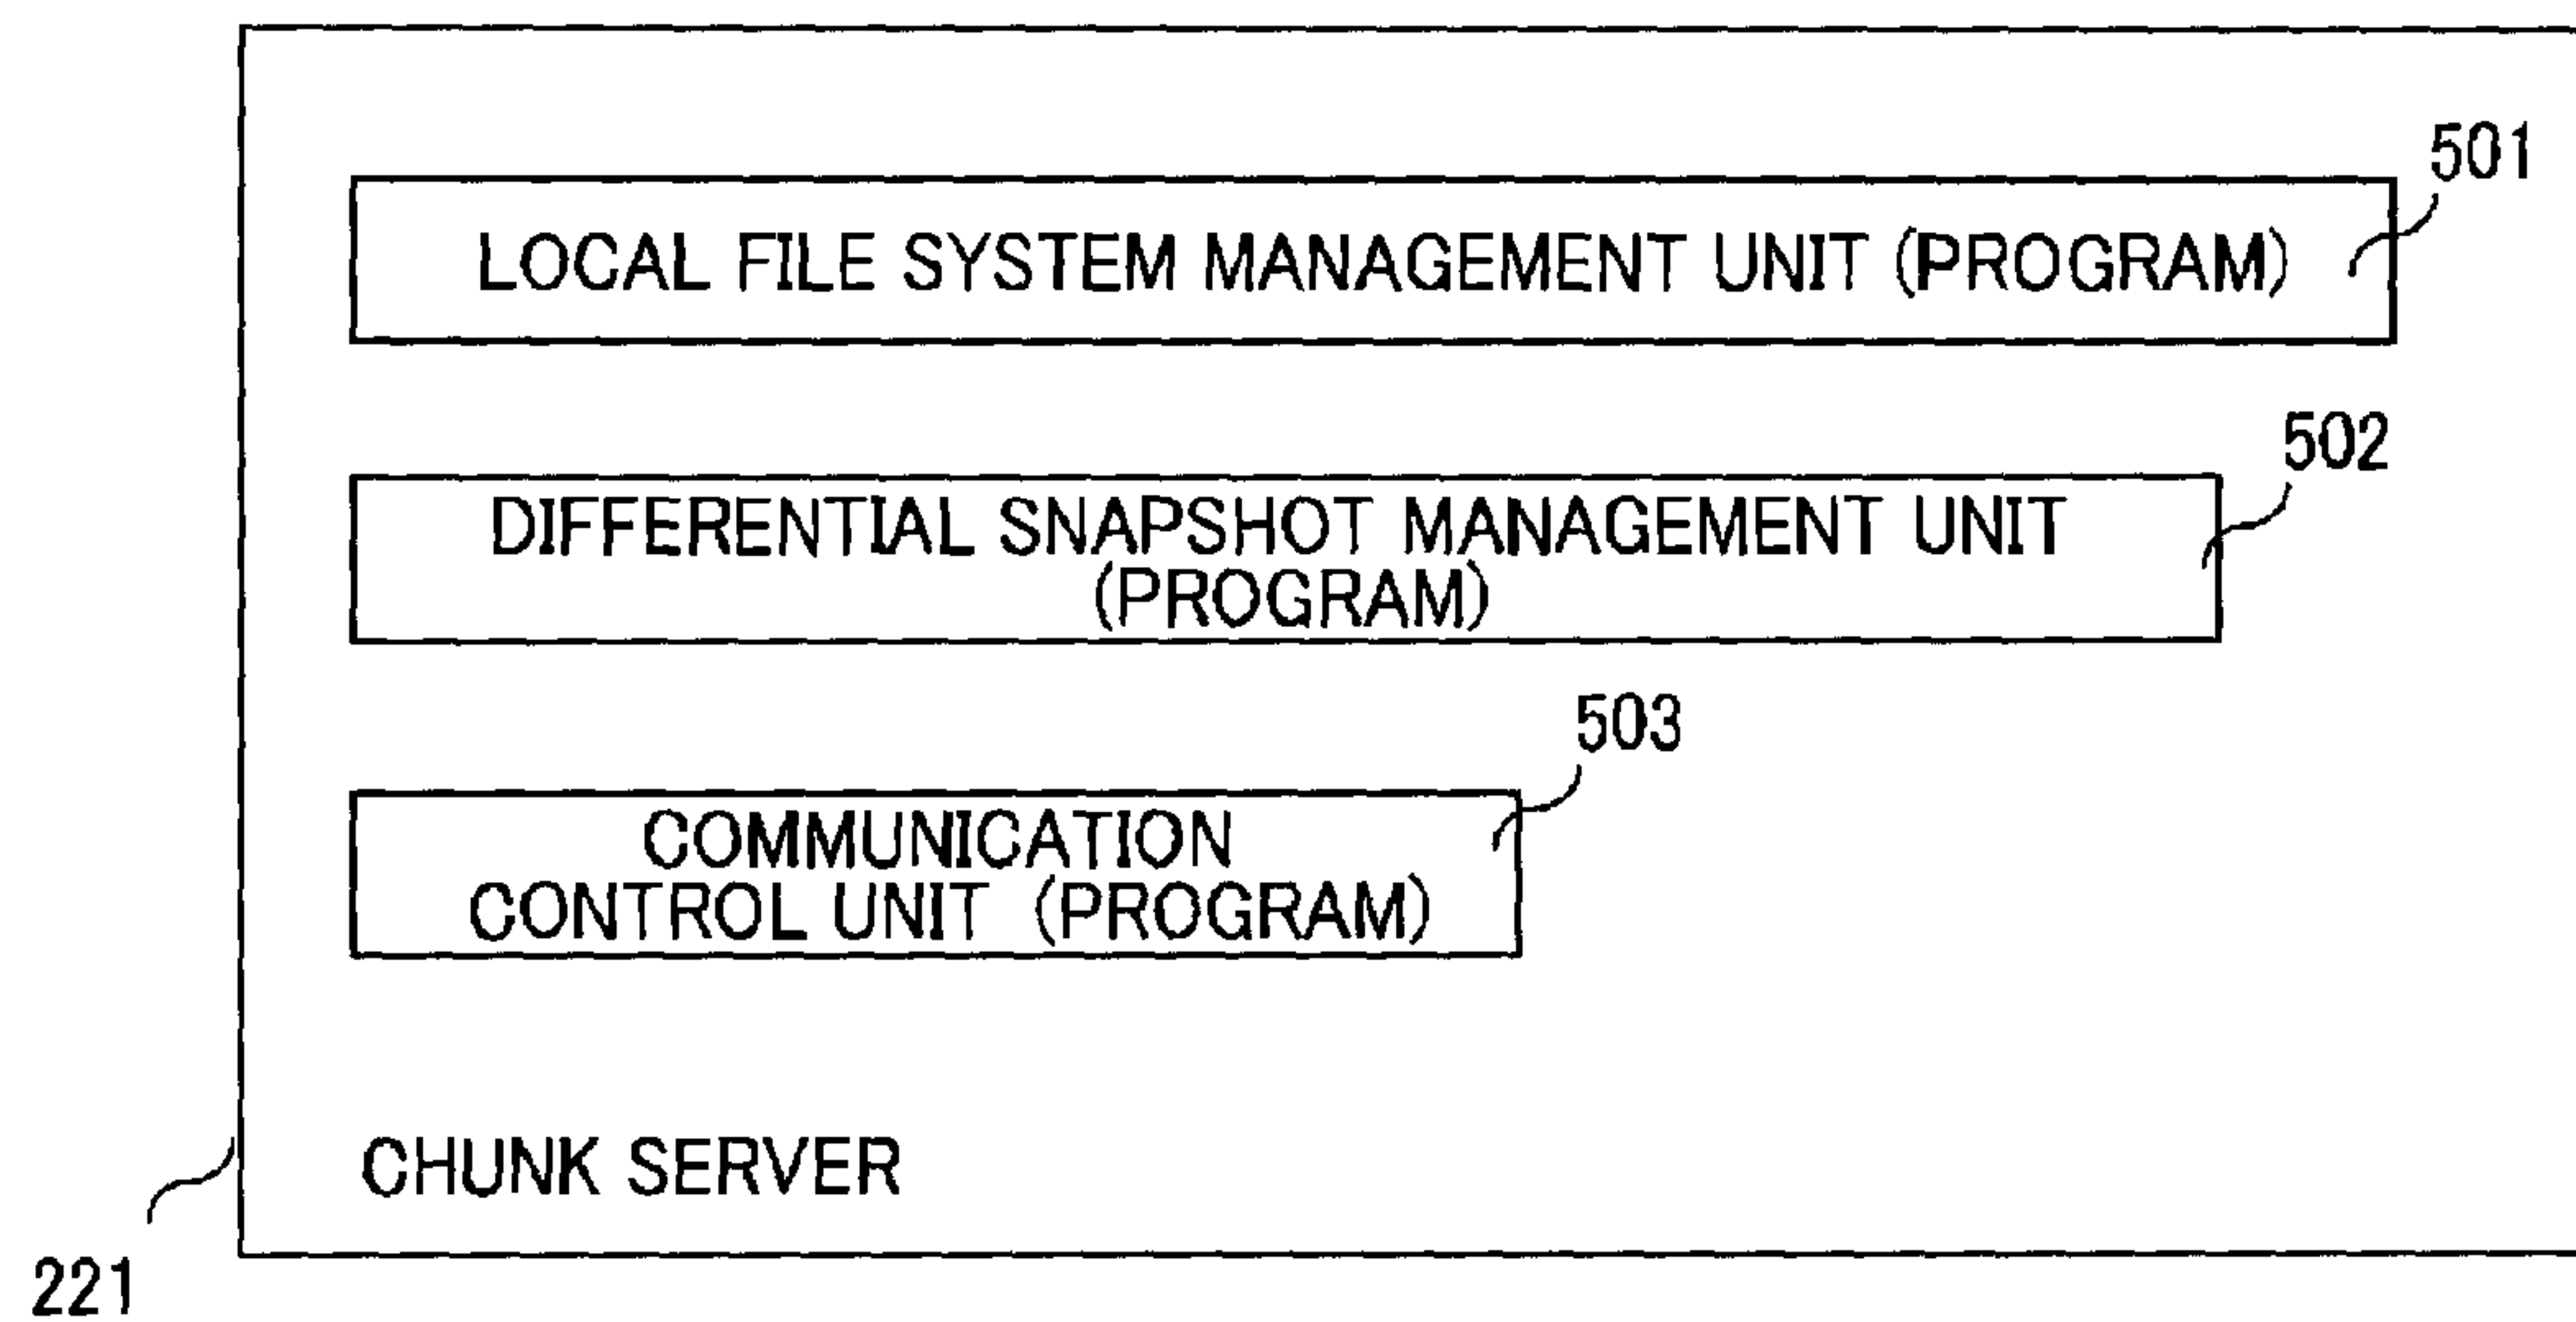 501
LOCAL FILE SYSTEM MANAGEMENT UNIT (PROGRAM)
502
DIFFERENTIAL SNAPSHOT MANAGEMENT UNIT
(PROGRAM)
503
COMMUNICATION
CONTROL UNIT (PROGRAM)
CHUNK SERVER
221